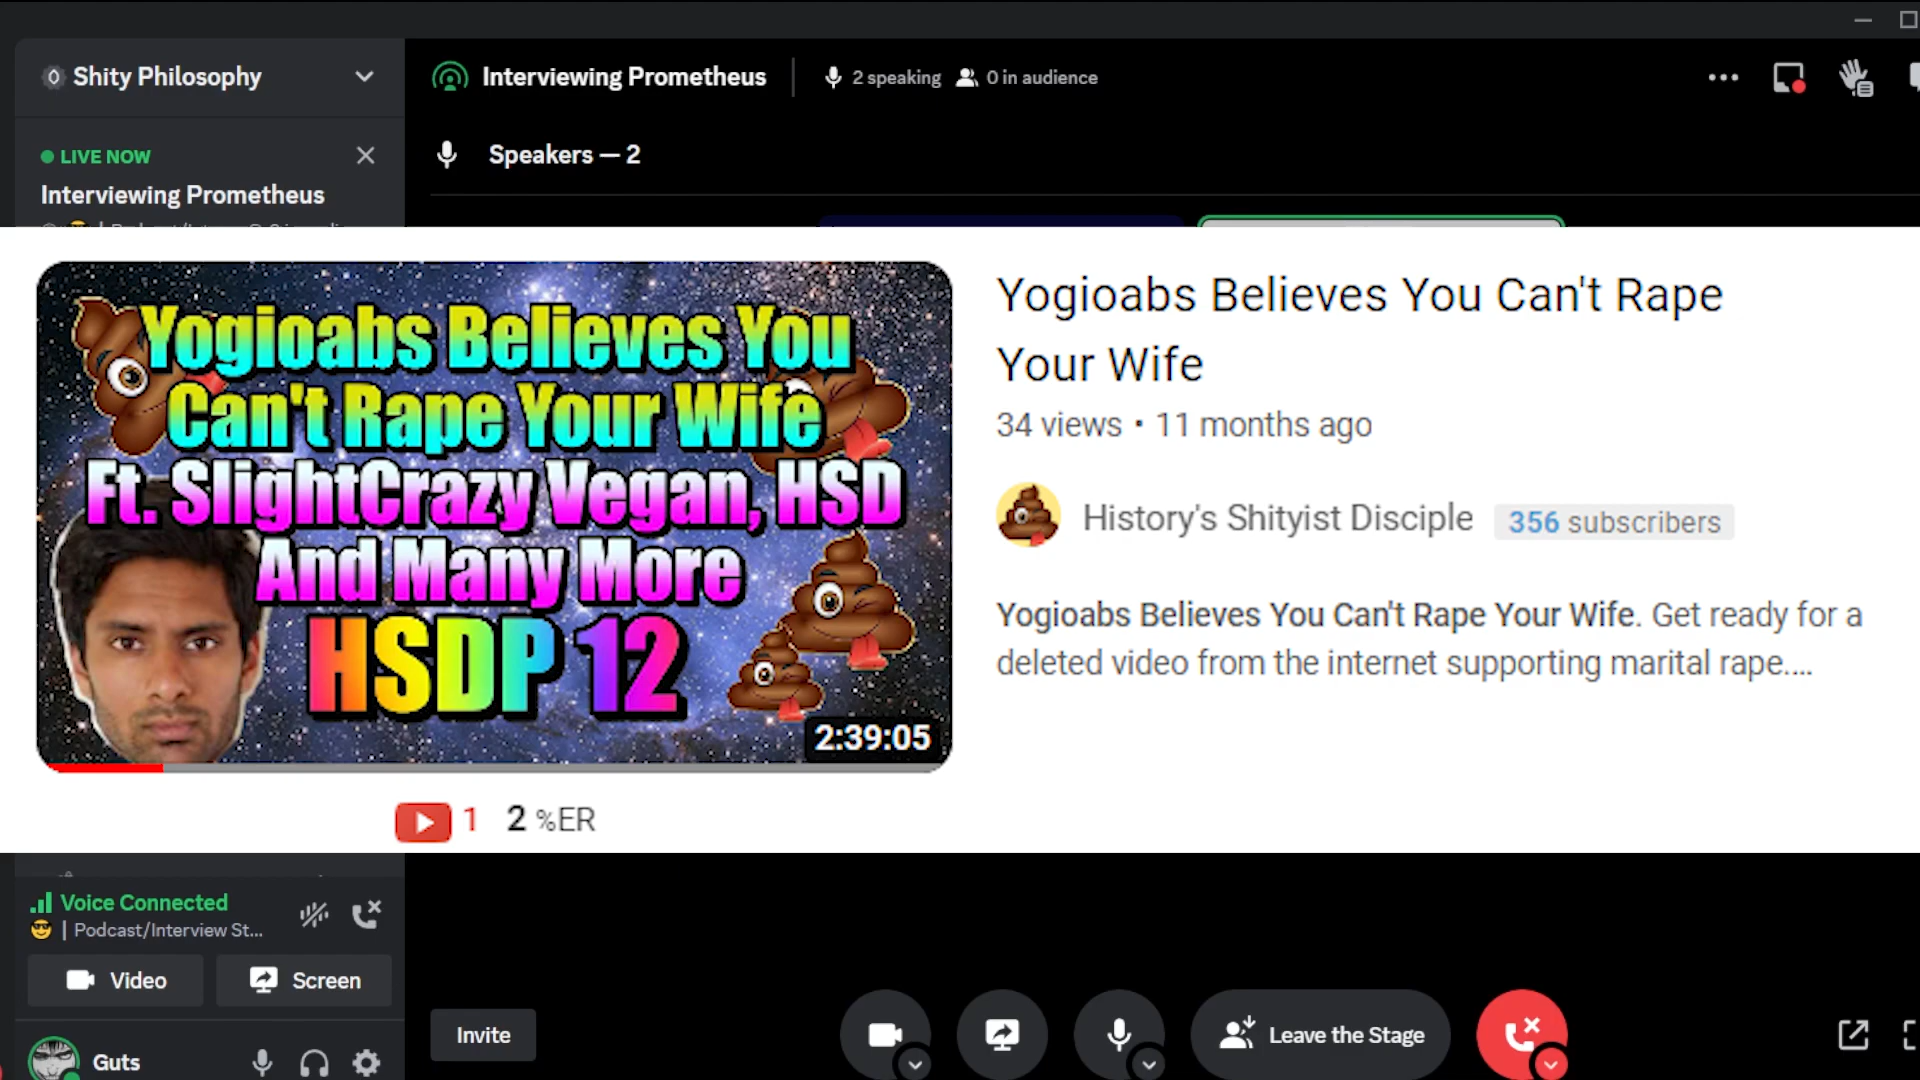 Shity Philosophy
Interviewing Prometheus
2 speaking
0 in audience
LIVE NOW
Speakers — 2
Interviewing Prometheus
Yogioabs Believes You
Can't Rape Your Wife
Ft. SlightCrazy Vegan, HSD
And Many More
HSDP 12
2:39:05
1 2 %ER
Yogioabs Believes You Can't Rape
Your Wife
34 views • 11 months ago
History's Shityist Disciple 356 subscribers
Yogioabs Believes You Can't Rape Your Wife. Get ready for a
deleted video from the internet supporting marital rape....
Voice Connected
| Podcast/Interview St...
Video
Screen
Guts
Invite
Leave the Stage